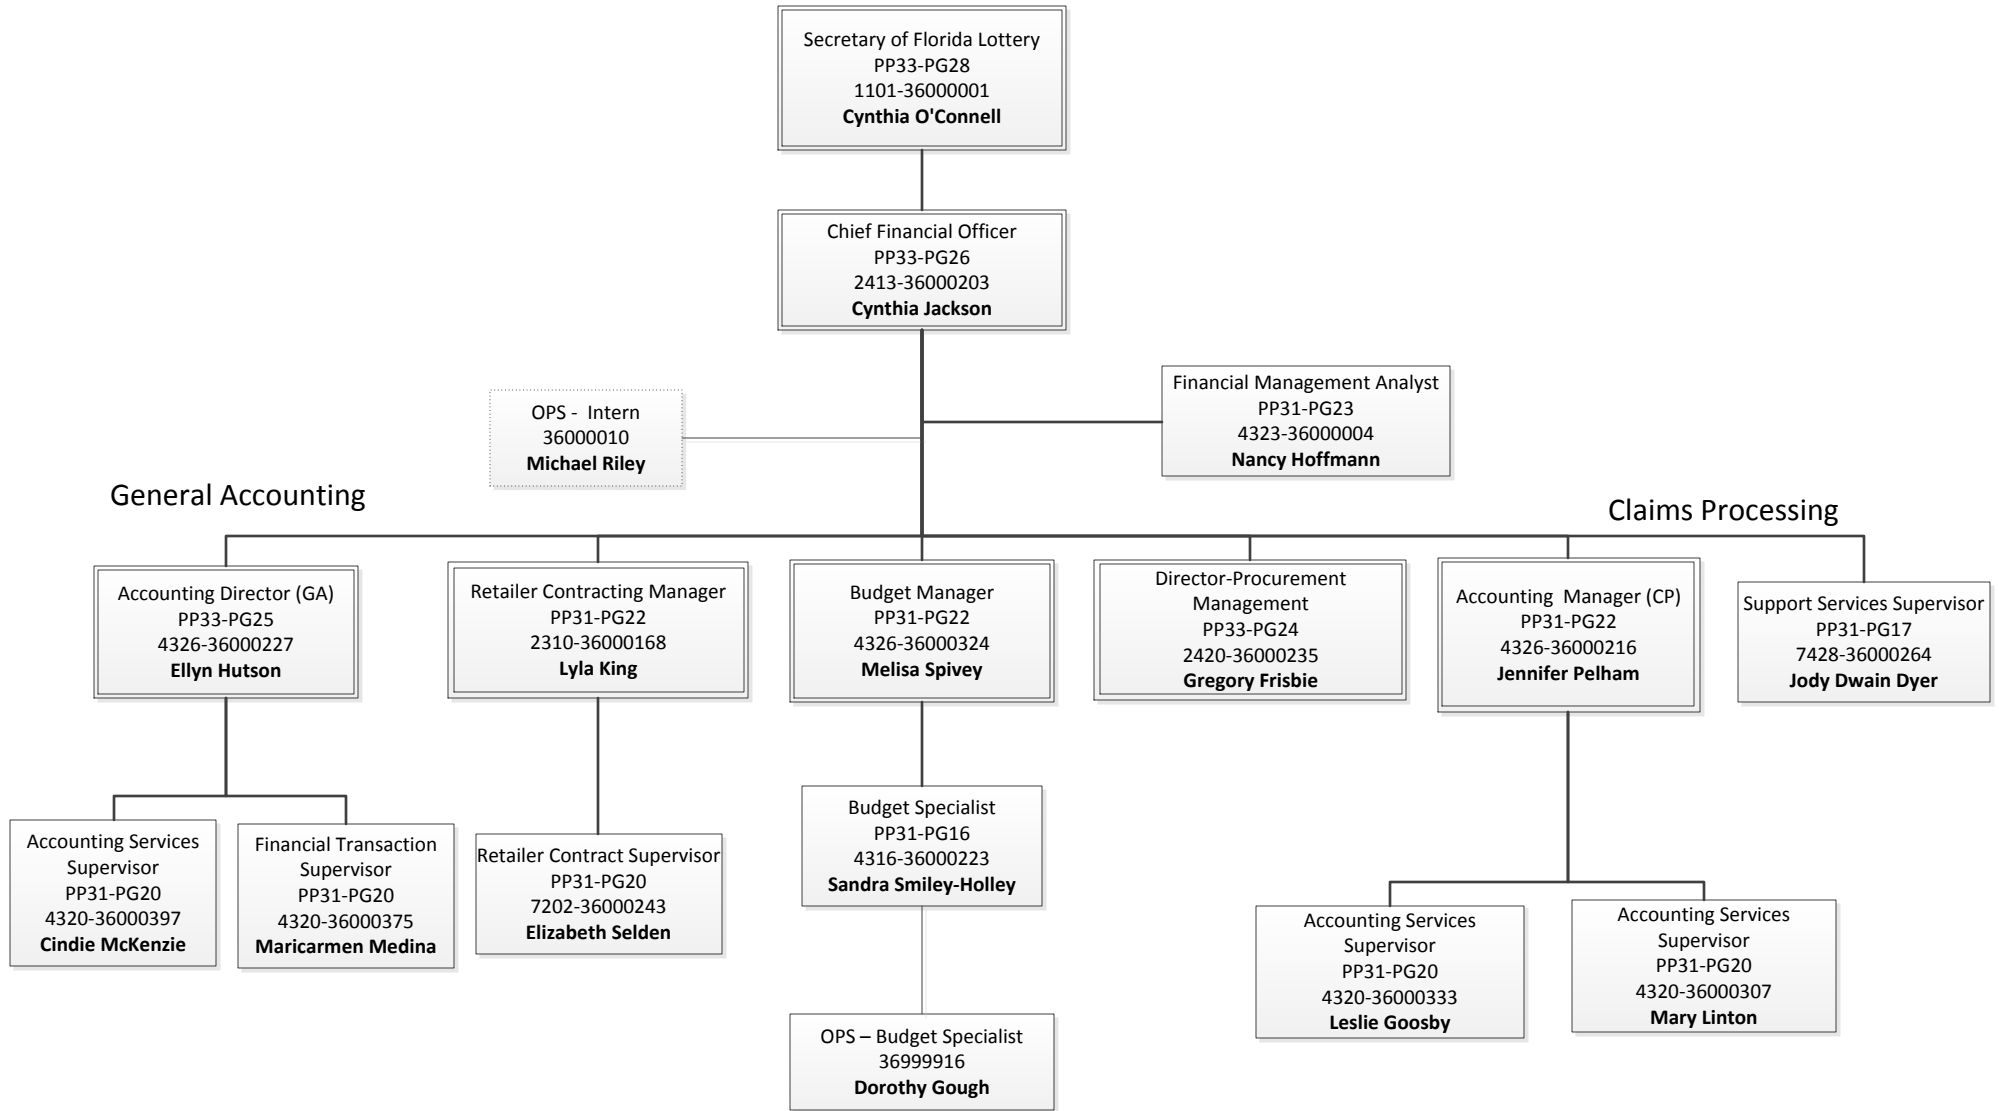 Secretary of Florida Lottery
PP33-PG28
1101-36000001
Cynthia O'Connell
Chief Financial Officer
PP33-PG26
2413-36000203
Cynthia Jackson
OPS - Intern
36000010
Michael Riley
Financial Management Analyst
PP31-PG23
4323-36000004
Nancy Hoffmann
General Accounting
Claims Processing
Accounting Director (GA)
PP33-PG25
4326-36000227
Ellyn Hutson
Retailer Contracting Manager
PP31-PG22
2310-36000168
Lyla King
Budget Manager
PP31-PG22
4326-36000324
Melisa Spivey
Director-Procurement
Management
PP33-PG24
2420-36000235
Gregory Frisbie
Accounting Manager (CP)
PP31-PG22
4326-36000216
Jennifer Pelham
Support Services Supervisor
PP31-PG17
7428-36000264
Jody Dwain Dyer
Accounting Services
Supervisor
PP31-PG20
4320-36000397
Cindie McKenzie
Financial Transaction
Supervisor
PP31-PG20
4320-36000375
Maricarmen Medina
Retailer Contract Supervisor
PP31-PG20
7202-36000243
Elizabeth Selden
Budget Specialist
PP31-PG16
4316-36000223
Sandra Smiley-Holley
Accounting Services
Supervisor
PP31-PG20
4320-36000333
Leslie Goosby
Accounting Services
Supervisor
PP31-PG20
4320-36000307
Mary Linton
OPS – Budget Specialist
36999916
Dorothy Gough